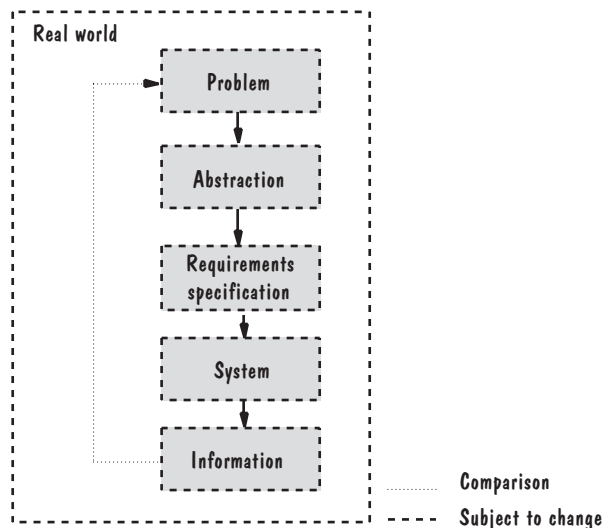 Real world
Problem
Abstraction
Requirements
specification
System
Information
Comparison
Subject to change